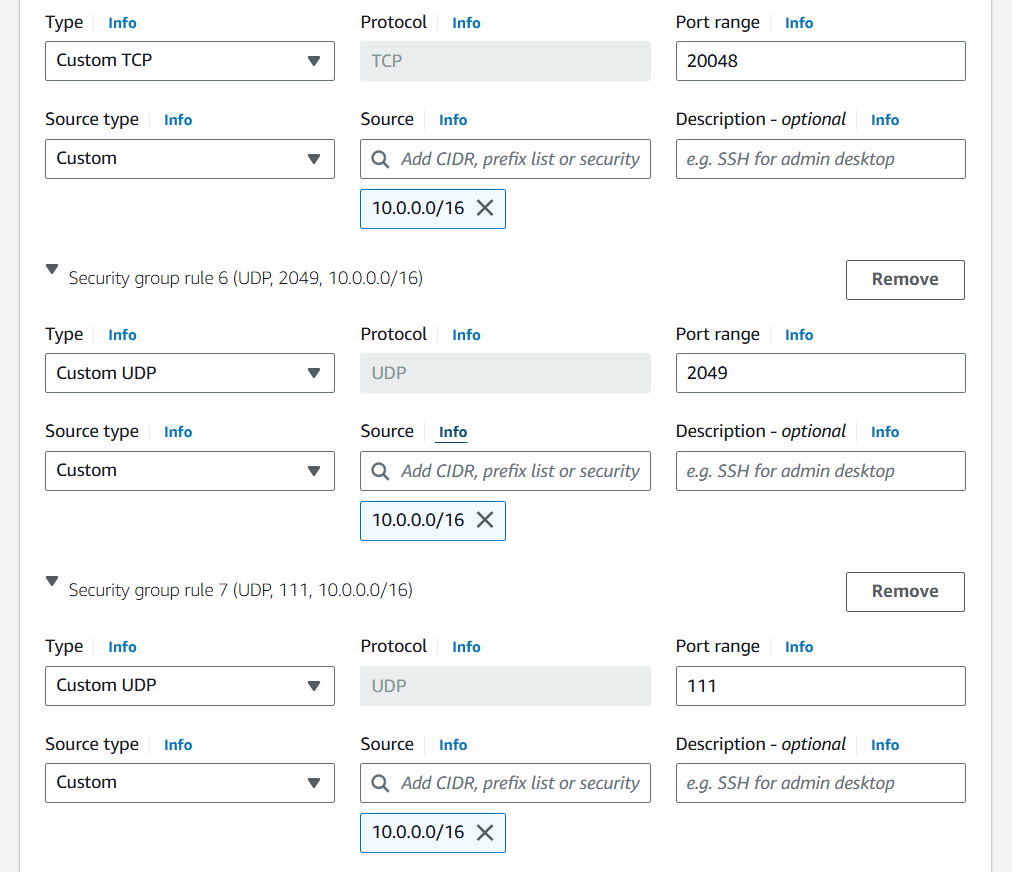 Type Info Protocol Info Port range Info
Custom TCP TCP 20048
Source type Info Source Info Description - optional Info
Custom Add CIDR, prefix list or security e.g. SSH for admin desktop
10.0.0.0/16
Security group rule 6 (UDP, 2049, 10.0.0.0/16) Remove
Type Info Protocol Info Port range Info
Custom UDP UDP 2049
Source type Info Source Info Description - optional Info
Custom Add CIDR, prefix list or security e.g. SSH for admin desktop
10.0.0.0/16
Security group rule 7 (UDP, 111, 10.0.0.0/16) Remove
Type Info Protocol Info Port range Info
Custom UDP UDP 111
Source type Info Source Info Description - optional Info
Custom Add CIDR, prefix list or security e.g. SSH for admin desktop
10.0.0.0/16